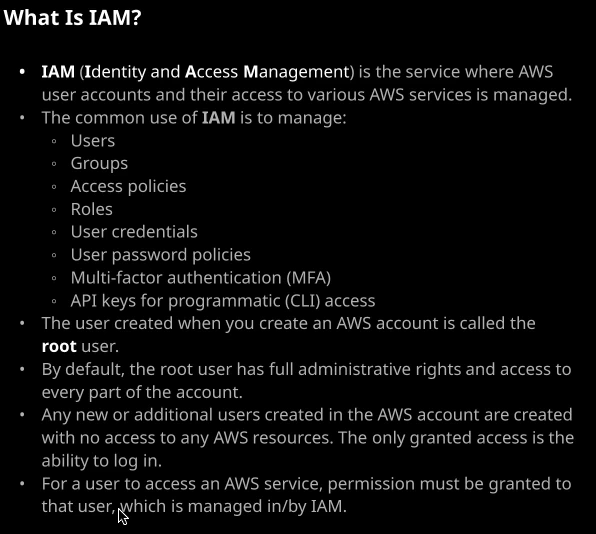 What Is IAM?
• IAM (Identity and Access Management) is the service where AWS
user accounts and their access to various AWS services is managed.
• The common use of IAM is to manage:
◦ Users
◦ Groups
◦ Access policies
◦ Roles
◦ User credentials
◦ User password policies
◦ Multi-factor authentication (MFA)
◦ API keys for programmatic (CLI) access
• The user created when you create an AWS account is called the
root user.
• By default, the root user has full administrative rights and access to
every part of the account.
• Any new or additional users created in the AWS account are created
with no access to any AWS resources. The only granted access is the
ability to log in.
• For a user to access an AWS service, permission must be granted to
that user, which is managed in/by IAM.